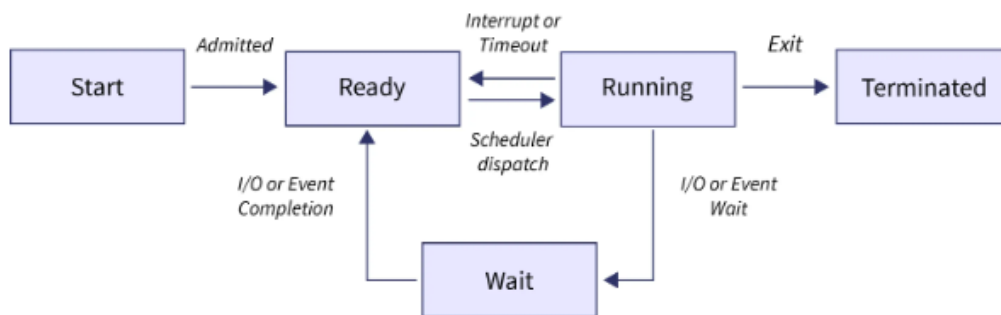 Admitted
Interrupt or
Timeout
Exit
Start
Ready
Running
Terminated
Scheduler
dispatch
I/O or Event
Completion
I/O or Event
Wait
Wait